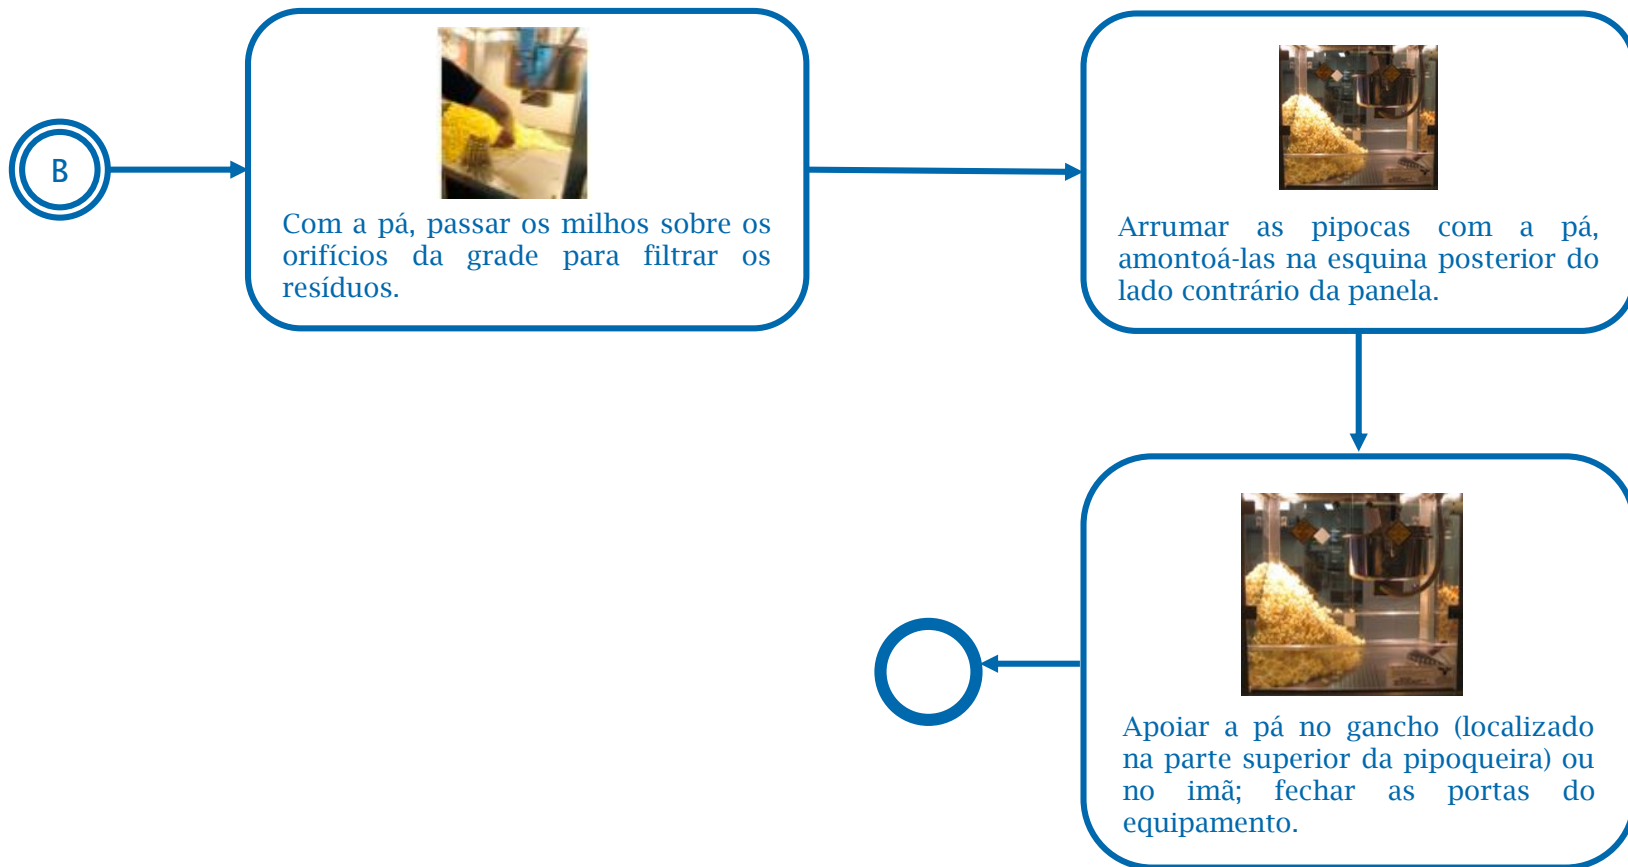 B
Com a pá, passar os milhos sobre os
orifícios da grade para filtrar os
resíduos.
Arrumar as pipocas com a pá,
amontoá-las na esquina posterior do
lado contrário da panela.
Apoiar a pá no gancho (localizado
na parte superior da pipoqueira) ou
no imã; fechar as portas do
equipamento.